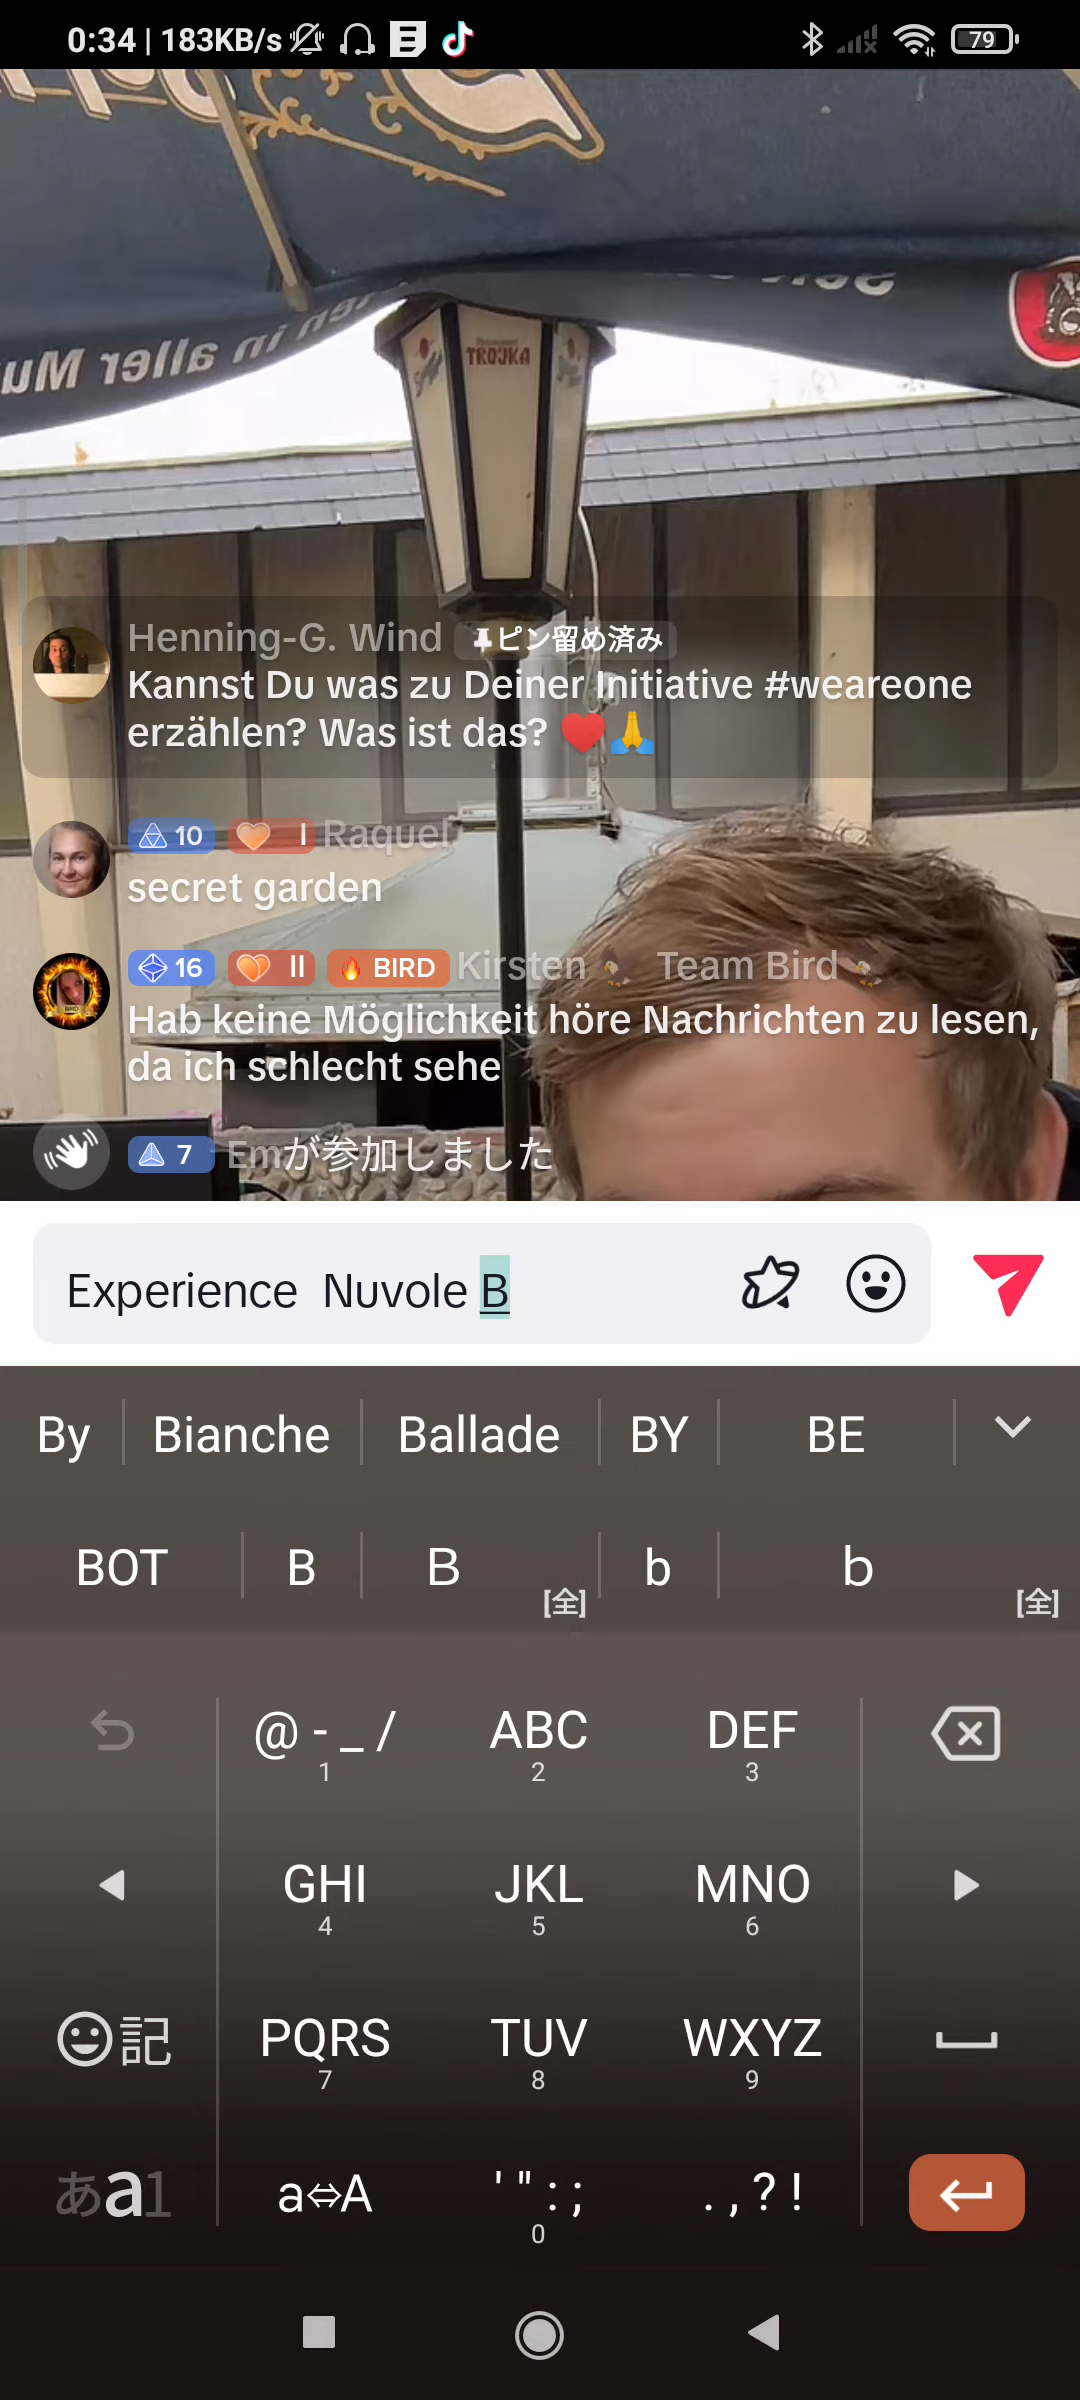 0:34 | 183KB/s
79
in aller Mu
TROJKA
Henning-G. Wind ピン留め済み
Kannst Du was zu Deiner Initiative #weareone
erzählen? Was ist das? ❤️🙏
10 I Raquel
secret garden
16 II BIRD Kirsten Team Bird
Hab keine Möglichkeit höre Nachrichten zu lesen,
da ich schlecht sehe
7 Emが参加しました
Experience  Nuvole B
By Bianche Ballade BY BE
BOT B B [全] b b [全]
@-_/ ABC DEF
1 2 3
GHI JKL MNO
4 5 6
記 PQRS TUV WXYZ
7 8 9
あa1 a⇔A ' " : ; . , ? !
0